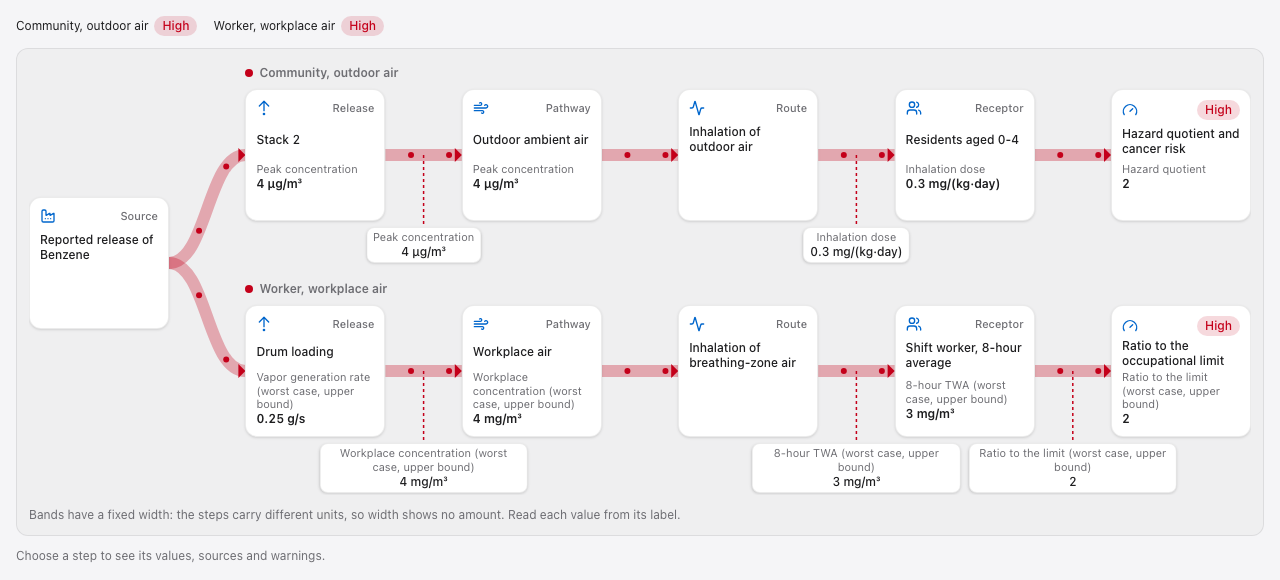 Community, outdoor air High Worker, workplace air High
Community, outdoor air
Release
Stack 2
Peak concentration
4 µg/m³
Pathway
Outdoor ambient air
Peak concentration
4 µg/m³
Route
Inhalation of
outdoor air
Receptor
Residents aged 0-4
Inhalation dose
0.3 mg/(kg·day)
High
Hazard quotient and
cancer risk
Hazard quotient
2
Source
Reported release of
Benzene
Peak concentration
4 µg/m³
Inhalation dose
0.3 mg/(kg·day)
Worker, workplace air
Release
Drum loading
Vapor generation rate
(worst case, upper
bound)
0.25 g/s
Pathway
Workplace air
Workplace
concentration (worst
case, upper bound)
4 mg/m³
Route
Inhalation of
breathing-zone air
Receptor
Shift worker, 8-hour
average
8-hour TWA (worst
case, upper bound)
3 mg/m³
High
Ratio to the
occupational limit
Ratio to the limit
(worst case, upper
bound)
2
Workplace concentration (worst
case, upper bound)
4 mg/m³
8-hour TWA (worst case, upper
bound)
3 mg/m³
Ratio to the limit (worst case, upper
bound)
2
Bands have a fixed width: the steps carry different units, so width shows no amount. Read each value from its label.
Choose a step to see its values, sources and warnings.